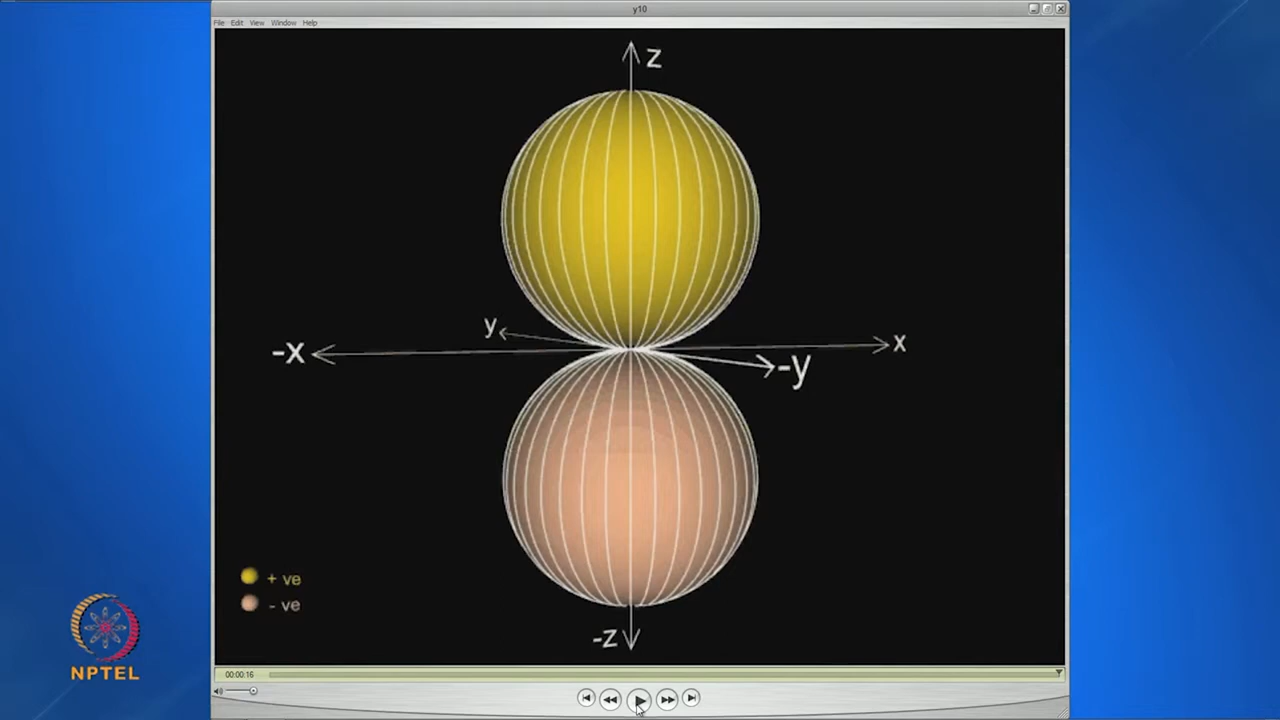 y10
File Edit View Window Help
z
y
-x
x
-y
+ ve
- ve
-z
NPTEL
00:00:16